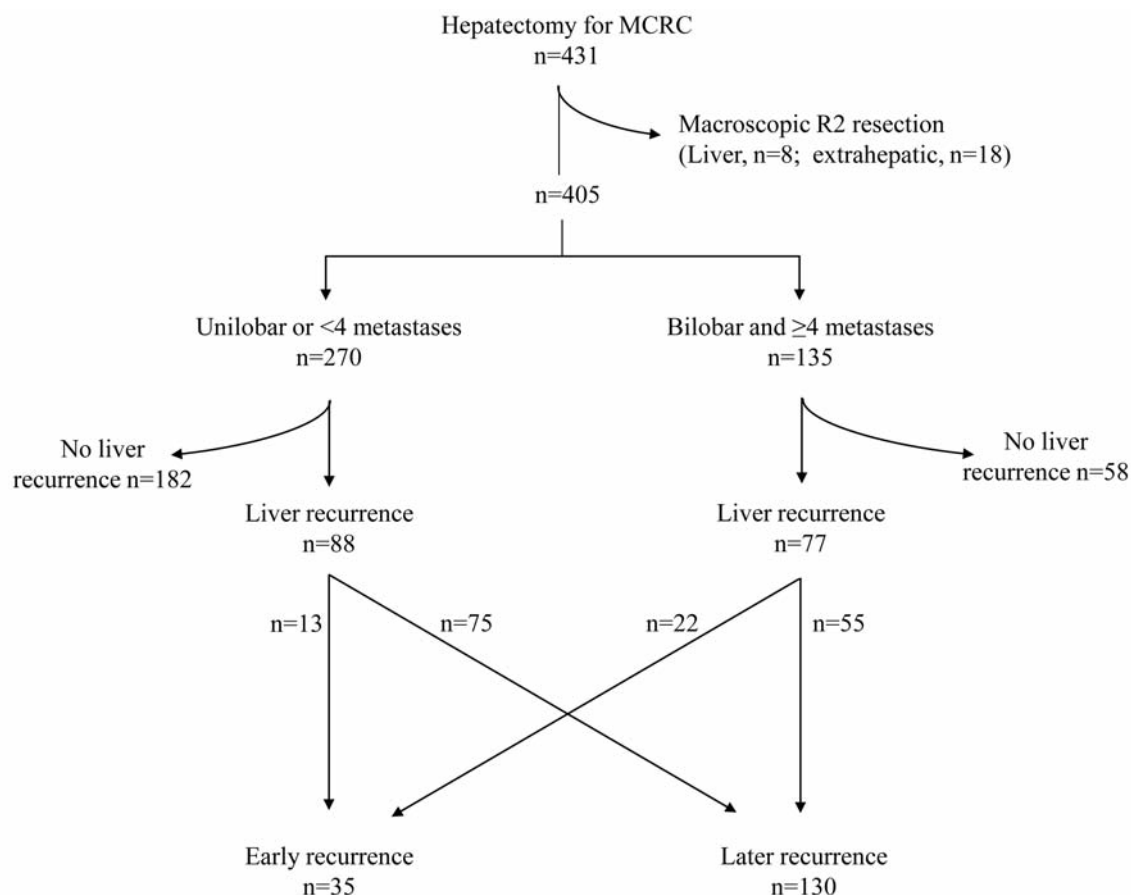 Hepatectomy for MCRC
n=431
Macroscopic R2 resection
(Liver, n=8; extrahepatic, n=18)
n=405
Unilobar or <4 metastases
n=270
Bilobar and ≥4 metastases
n=135
No liver
recurrence n=182
No liver
recurrence n=58
Liver recurrence
n=88
Liver recurrence
n=77
n=13
n=75
n=22
n=55
Early recurrence
n=35
Later recurrence
n=130